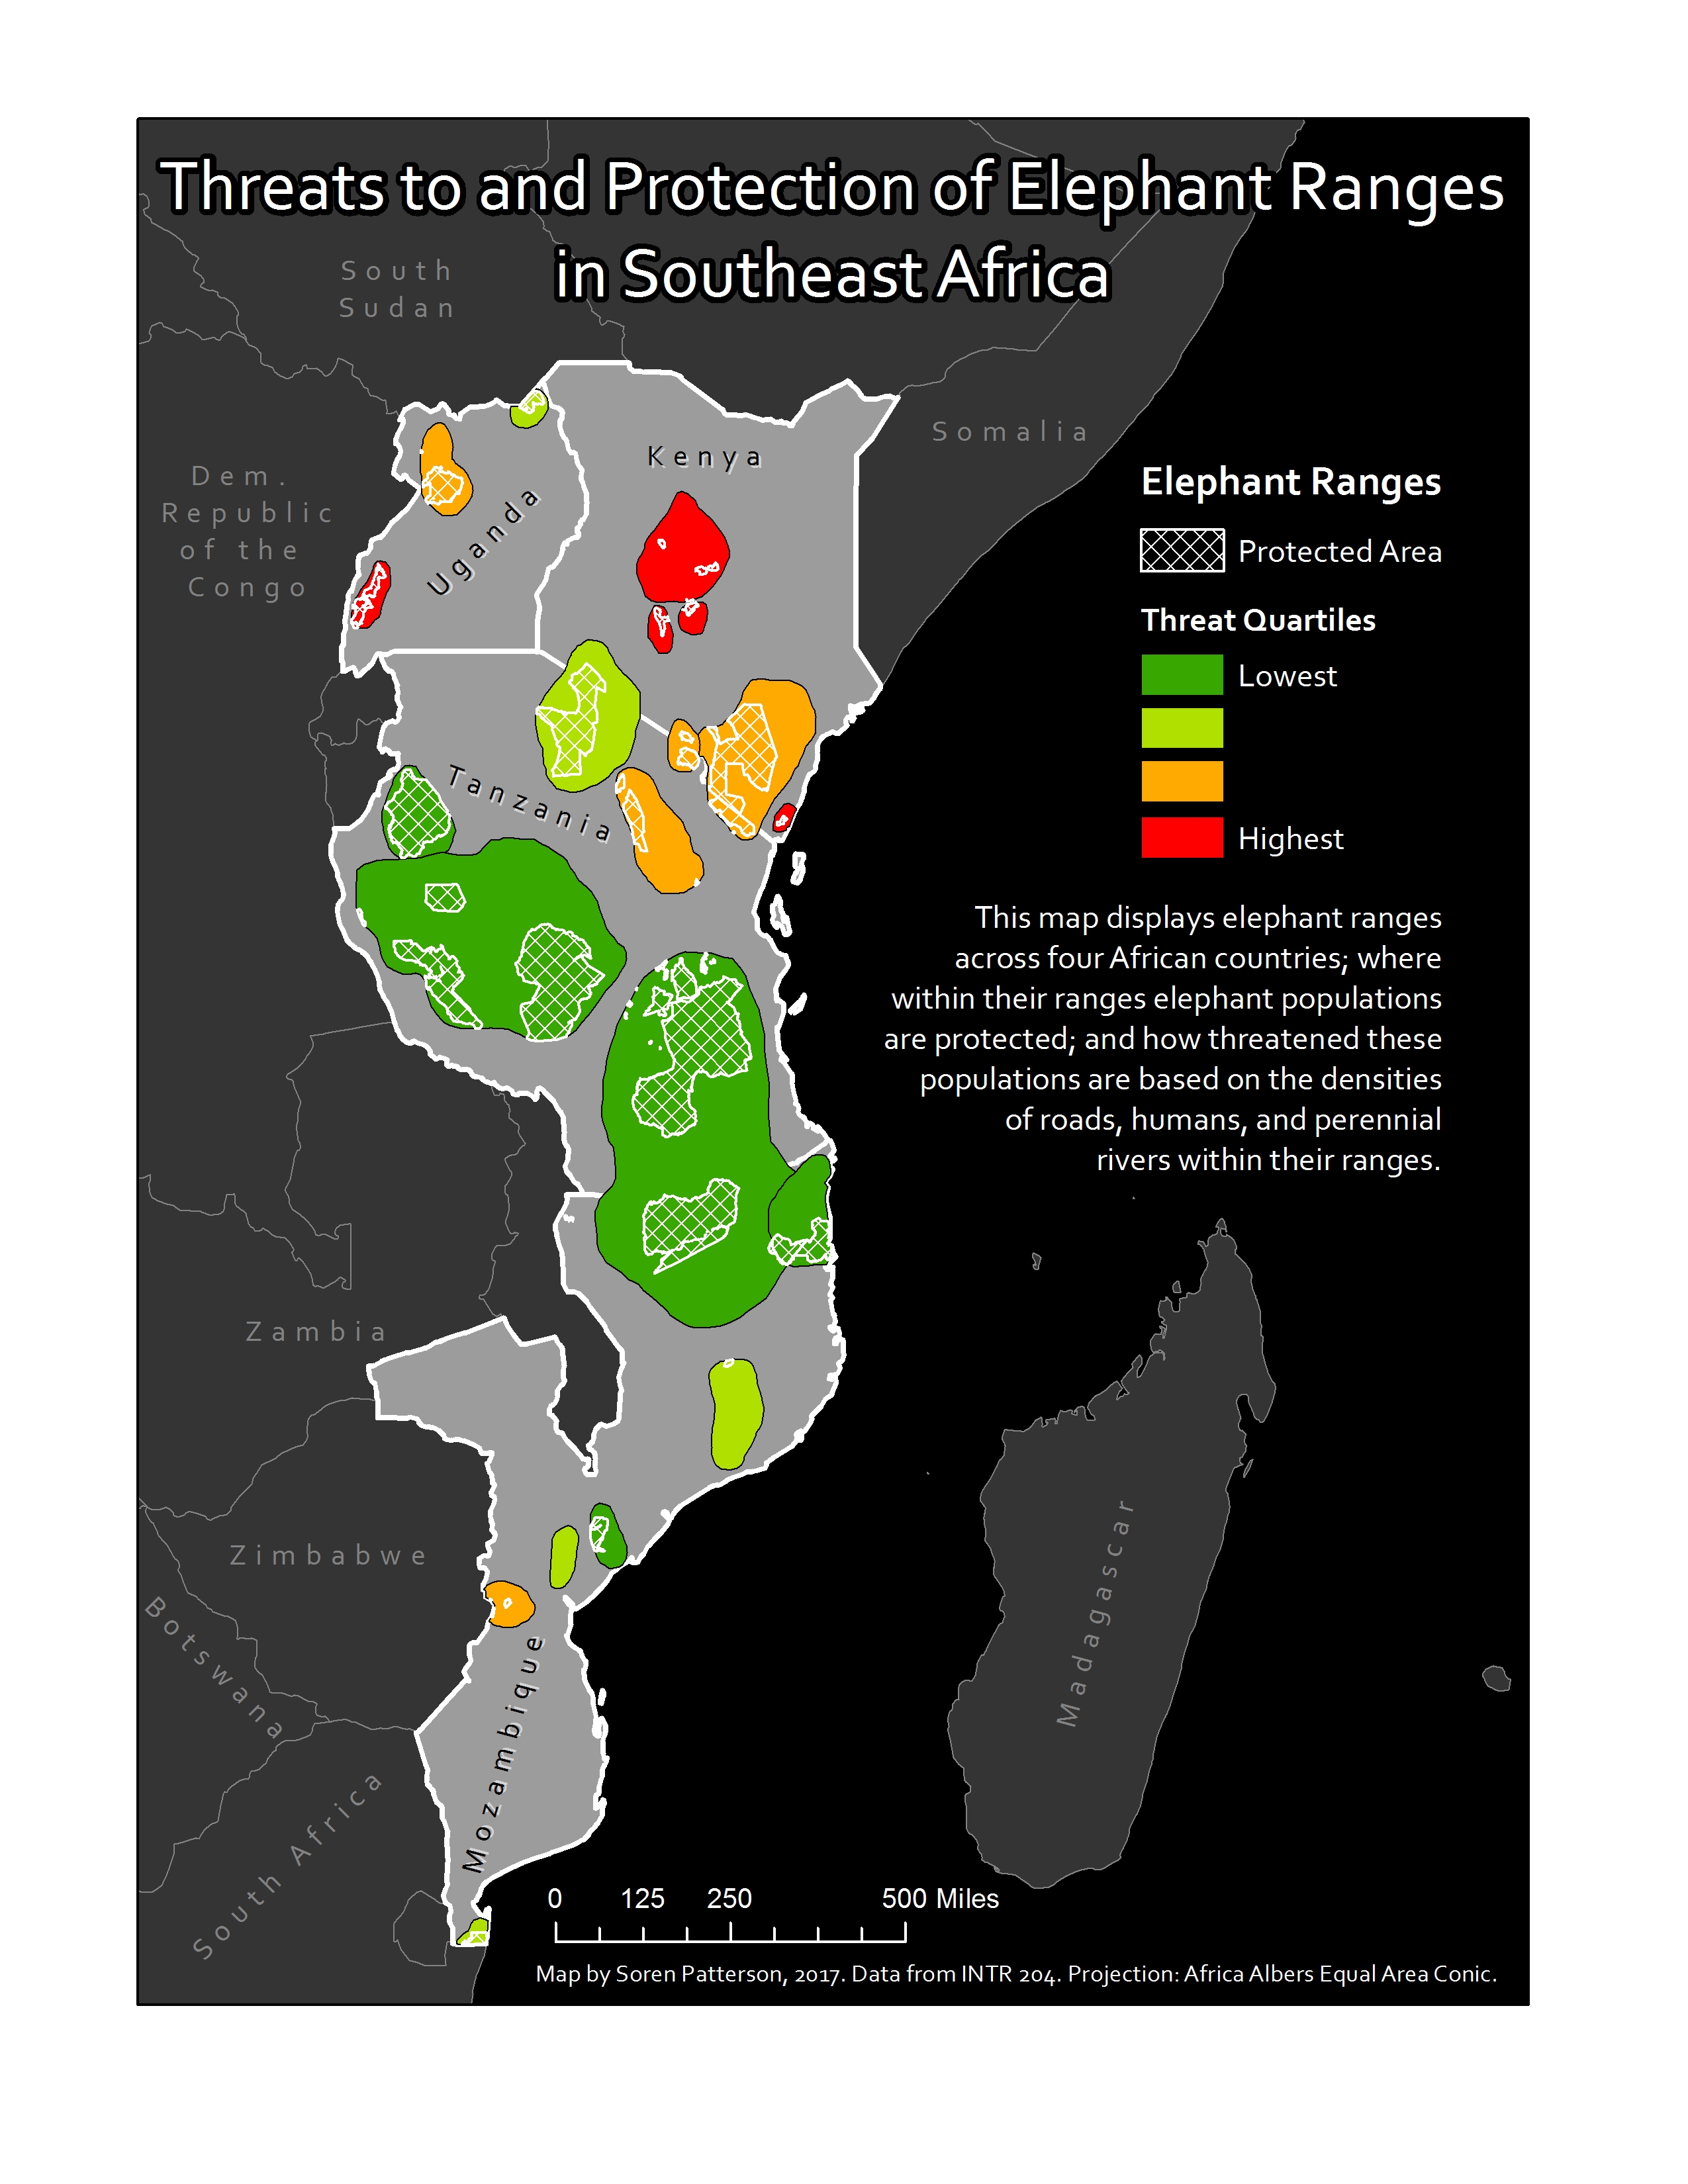 Threats to and Protection of Elephant Ranges
in Southeast Africa
South
Sudan
Somalia
Kenya
Dem.
Republic
of the
Congo
Uganda
Tanzania
Elephant Ranges
Protected Area
Threat Quartiles
Lowest
Highest
This map displays elephant ranges
across four African countries; where
within their ranges elephant populations
are protected; and how threatened these
populations are based on the densities
of roads, humans, and perennial
rivers within their ranges.
Zambia
Zimbabwe
Botswana
South Africa
Mozambique
Madagascar
0 125 250 500 Miles
Map by Soren Patterson, 2017. Data from INTR 204. Projection: Africa Albers Equal Area Conic.